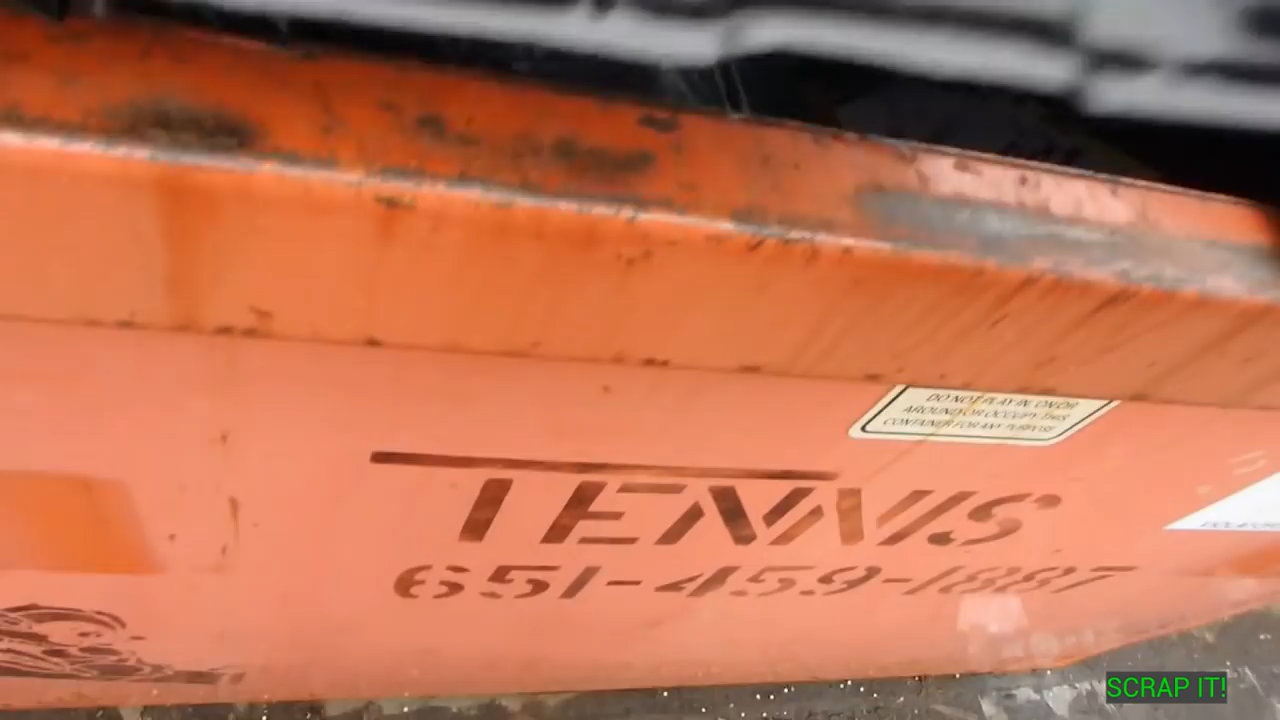 DO NOT PLAY IN, ON OR
AROUND OR OCCUPY THIS
CONTAINER FOR ANY PURPOSE
TENNIS
651-459-1887
SCRAP IT!